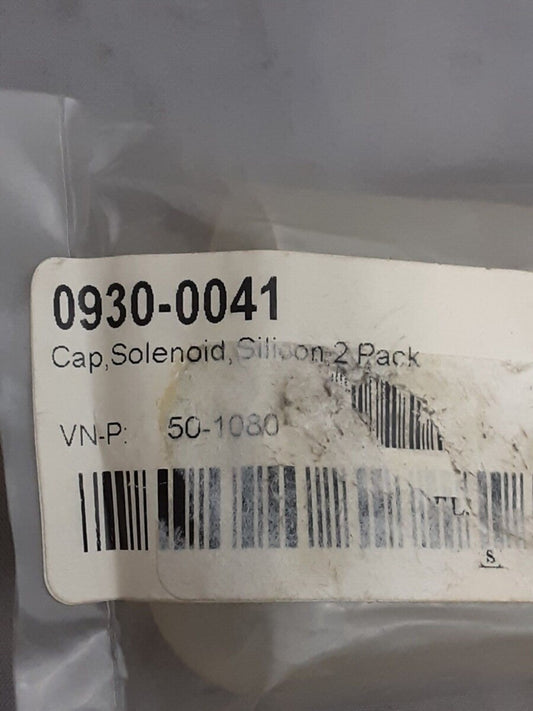 0930-0041
Cap,Solenoid,Silicon,2 Pack
VN-P: 50-1080
S